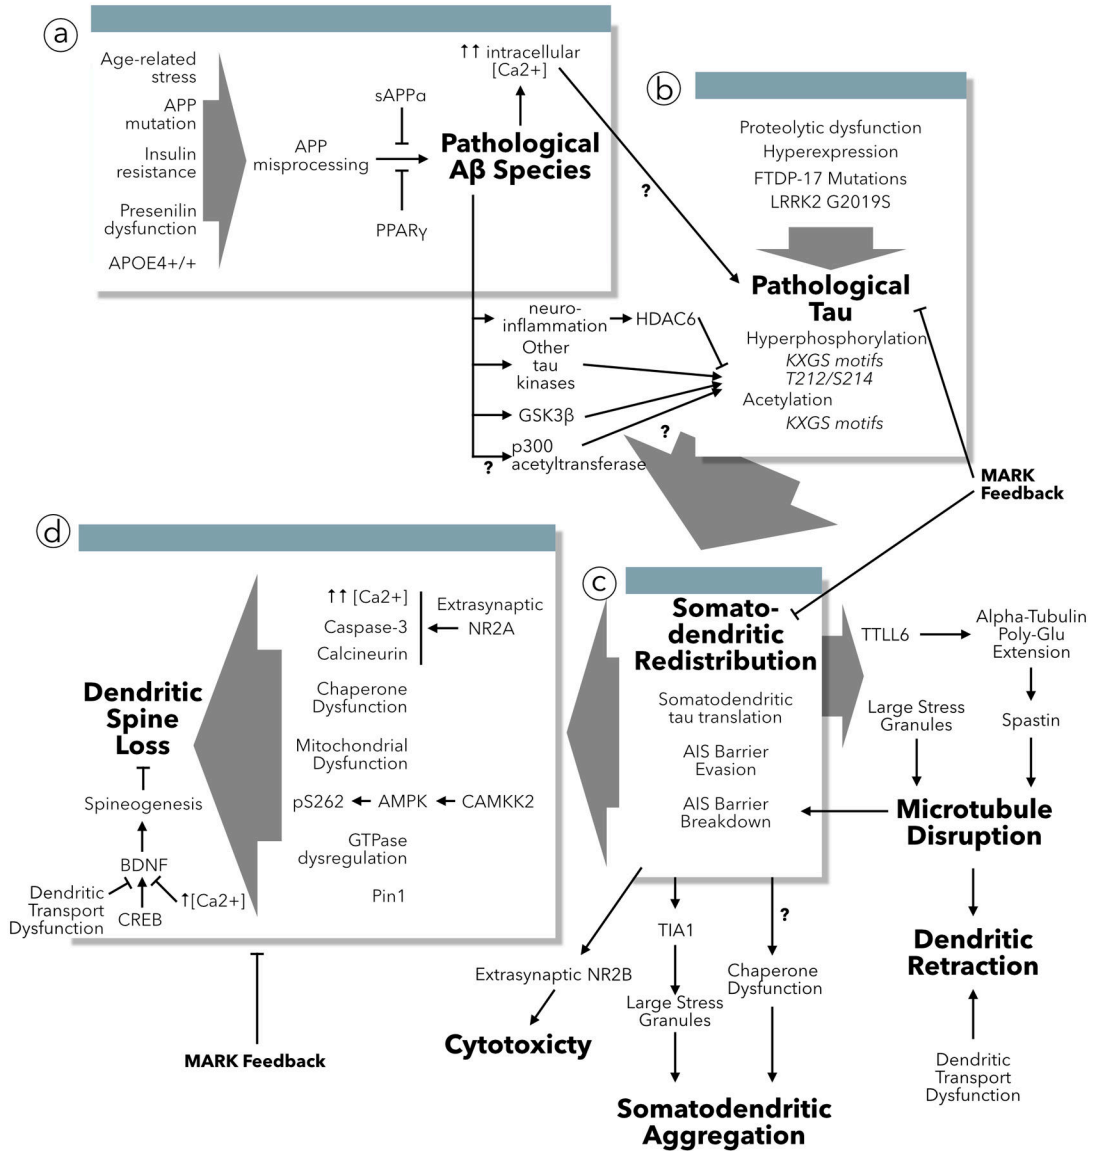 a
Age-related
stress
APP
mutation
Insulin
resistance
Presenilin
dysfunction
APOE4+/+
APP
misprocessing
sAPPα
PPARγ
↑↑ intracellular
[Ca2+]
Pathological
Aβ Species
?
neuro-
inflammation
HDAC6
Other
tau
kinases
GSK3β
p300
acetyltransferase
?
?
b
Proteolytic dysfunction
Hyperexpression
FTDP-17 Mutations
LRRK2 G2019S
Pathological
Tau
Hyperphosphorylation
KXGS motifs
T212/S214
Acetylation
KXGS motifs
MARK
Feedback
c
Somato-
dendritic
Redistribution
Somatodendritic
tau translation
AIS Barrier
Evasion
AIS Barrier
Breakdown
TTLL6
Alpha-Tubulin
Poly-Glu
Extension
Large Stress
Granules
Spastin
Microtubule
Disruption
Dendritic
Retraction
Dendritic
Transport
Dysfunction
?
TIA1
Extrasynaptic NR2B
Large Stress
Granules
Chaperone
Dysfunction
Cytotoxicty
Somatodendritic
Aggregation
d
↑↑ [Ca2+]
Caspase-3
Calcineurin
Extrasynaptic
NR2A
Chaperone
Dysfunction
Mitochondrial
Dysfunction
pS262
AMPK
CAMKK2
GTPase
dysregulation
Pin1
Dendritic
Spine
Loss
Spineogenesis
BDNF
Dendritic
Transport
Dysfunction
CREB
↑[Ca2+]
MARK Feedback